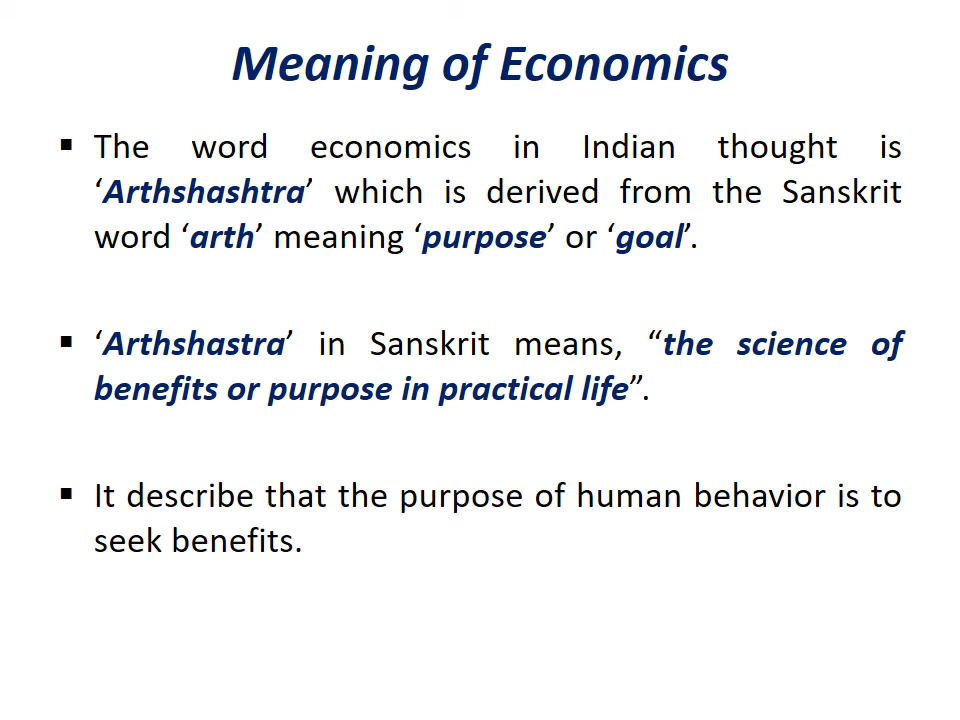 Meaning of Economics
▪ The word economics in Indian thought is
‘Arthshashtra’ which is derived from the Sanskrit
word ‘arth’ meaning ‘purpose’ or ‘goal’.
▪ ‘Arthshastra’ in Sanskrit means, “the science of
benefits or purpose in practical life”.
▪ It describe that the purpose of human behavior is to
seek benefits.